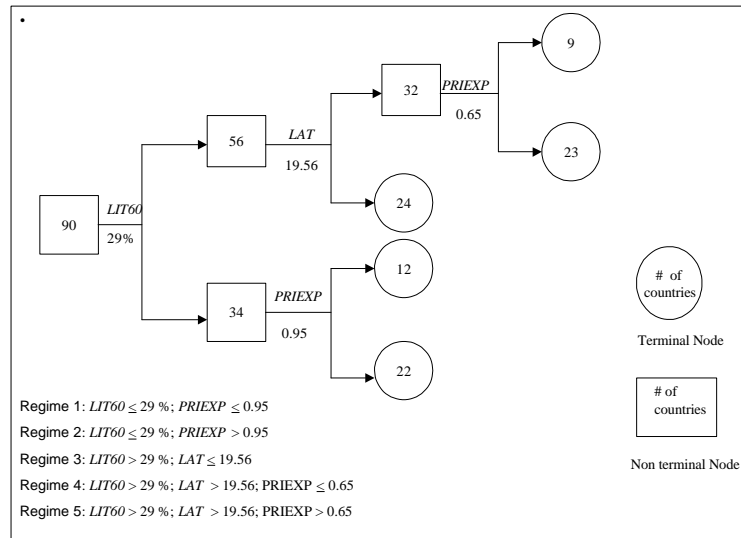 9
32
PRIEXP
0.65
56
LAT
19.56
23
90
LIT60
29%
24
12
34
PRIEXP
0.95
22
# of
countries
Terminal Node
# of
countries
Non terminal Node
Regime 1: LIT60 ≤ 29 %; PRIEXP ≤ 0.95
Regime 2: LIT60 ≤ 29 %; PRIEXP > 0.95
Regime 3: LIT60 > 29 %; LAT ≤ 19.56
Regime 4: LIT60 > 29 %; LAT > 19.56; PRIEXP ≤ 0.65
Regime 5: LIT60 > 29 %; LAT > 19.56; PRIEXP > 0.65